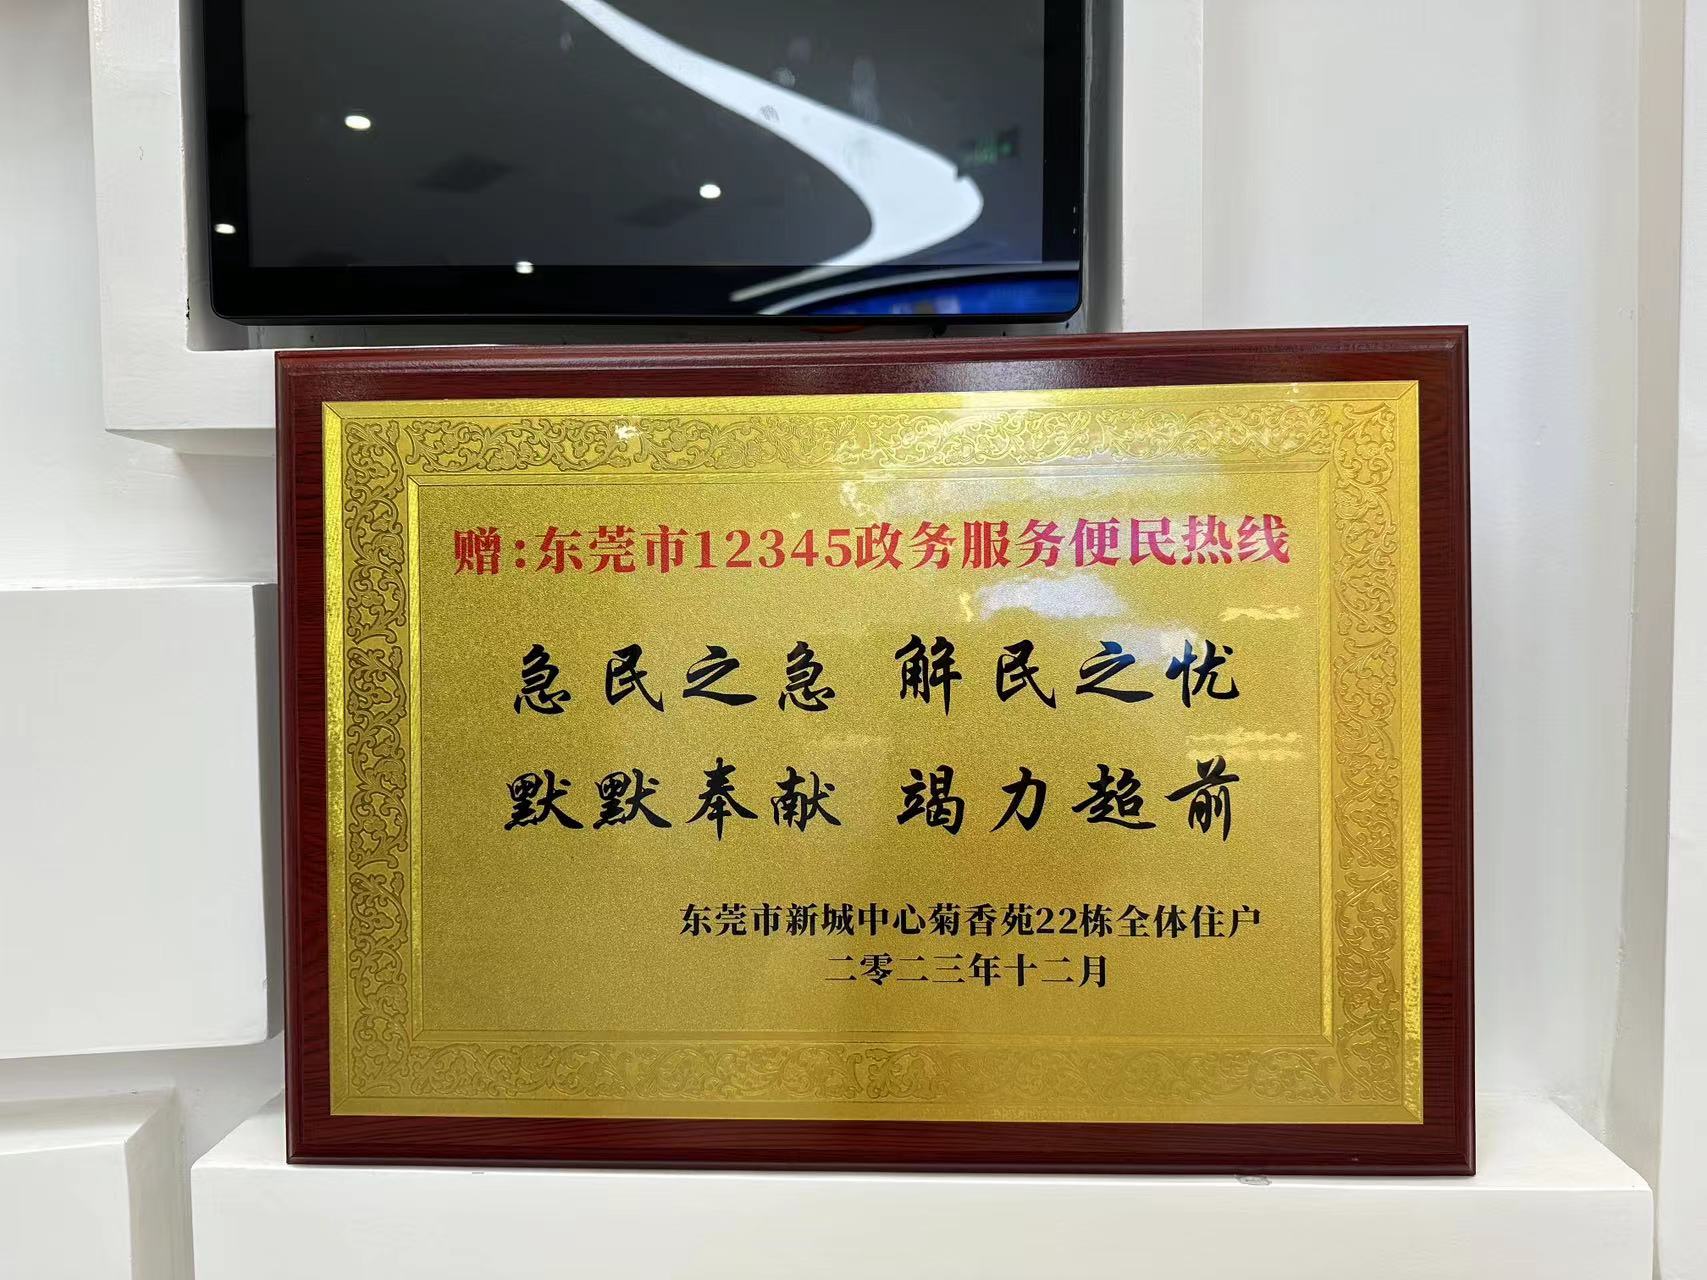 赠:东莞市12345政务服务便民热线
急民之急 解民之忧
默默奉献 竭力超前
东莞市新城中心菊香苑22栋全体住户
二零二三年十二月